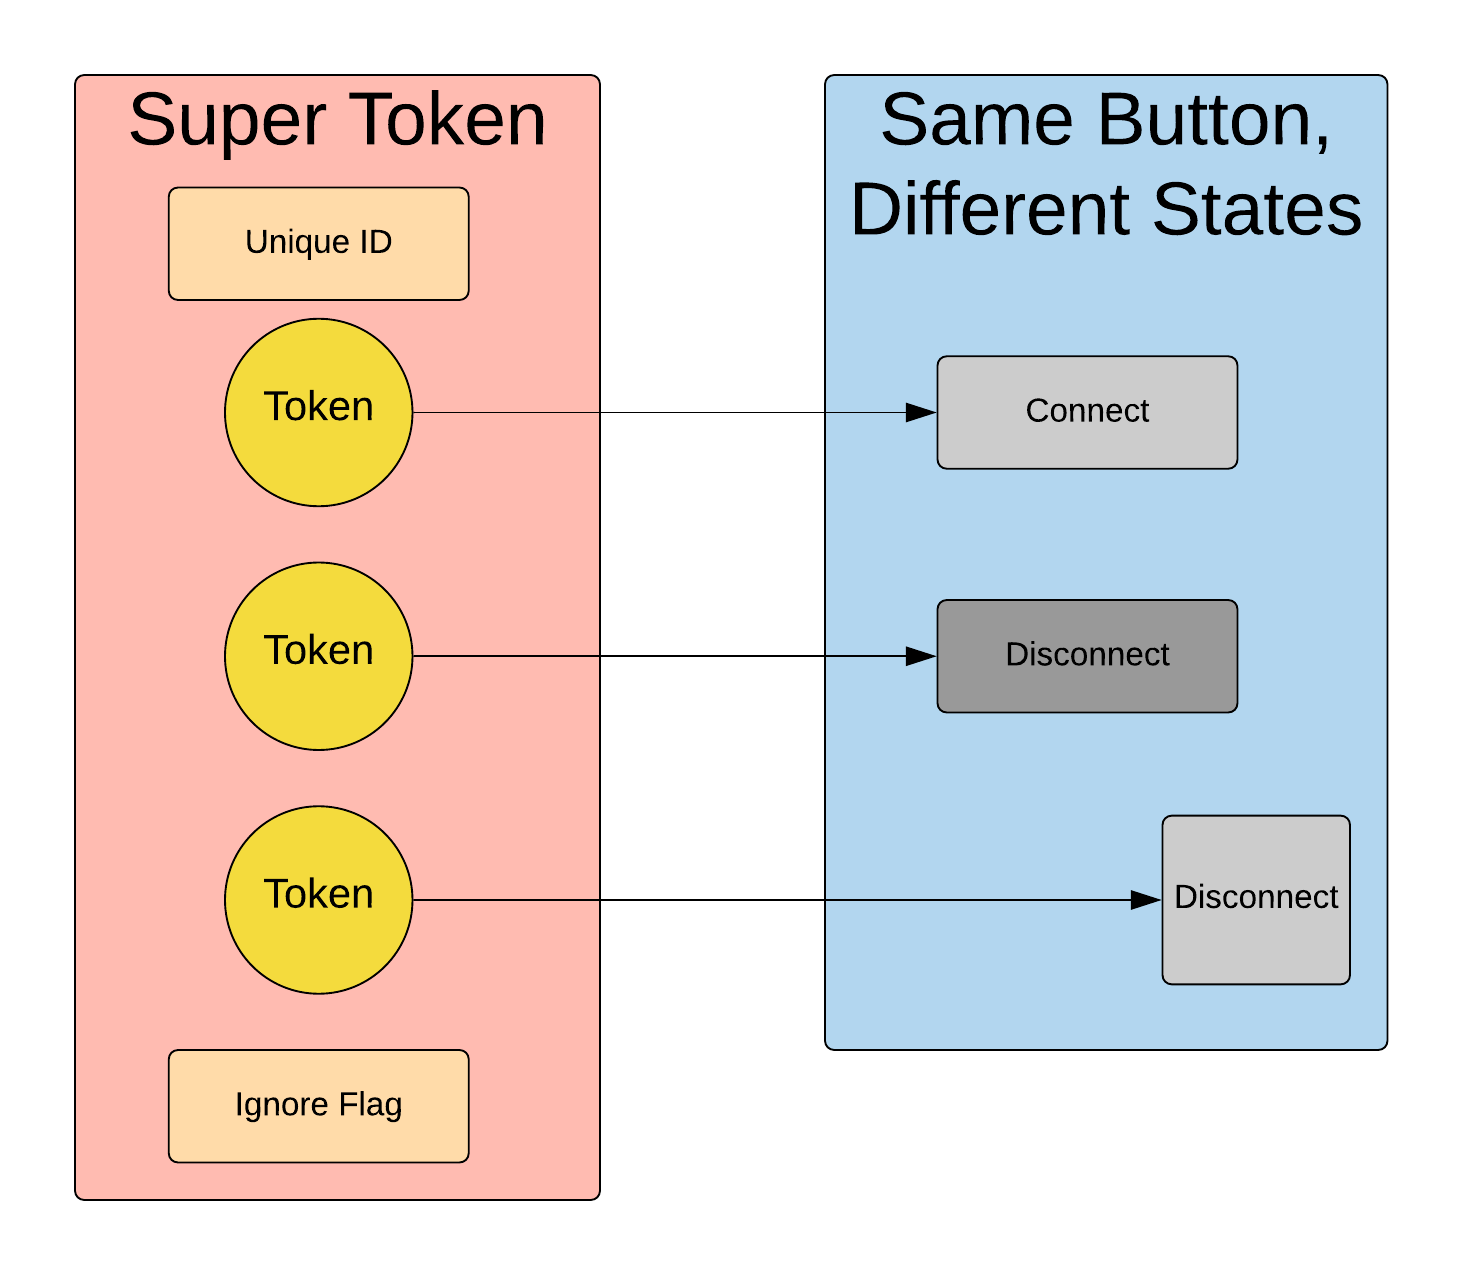 Super Token
Unique ID
Token
Token
Token
Ignore Flag
Same Button,
Different States
Connect
Disconnect
Disconnect